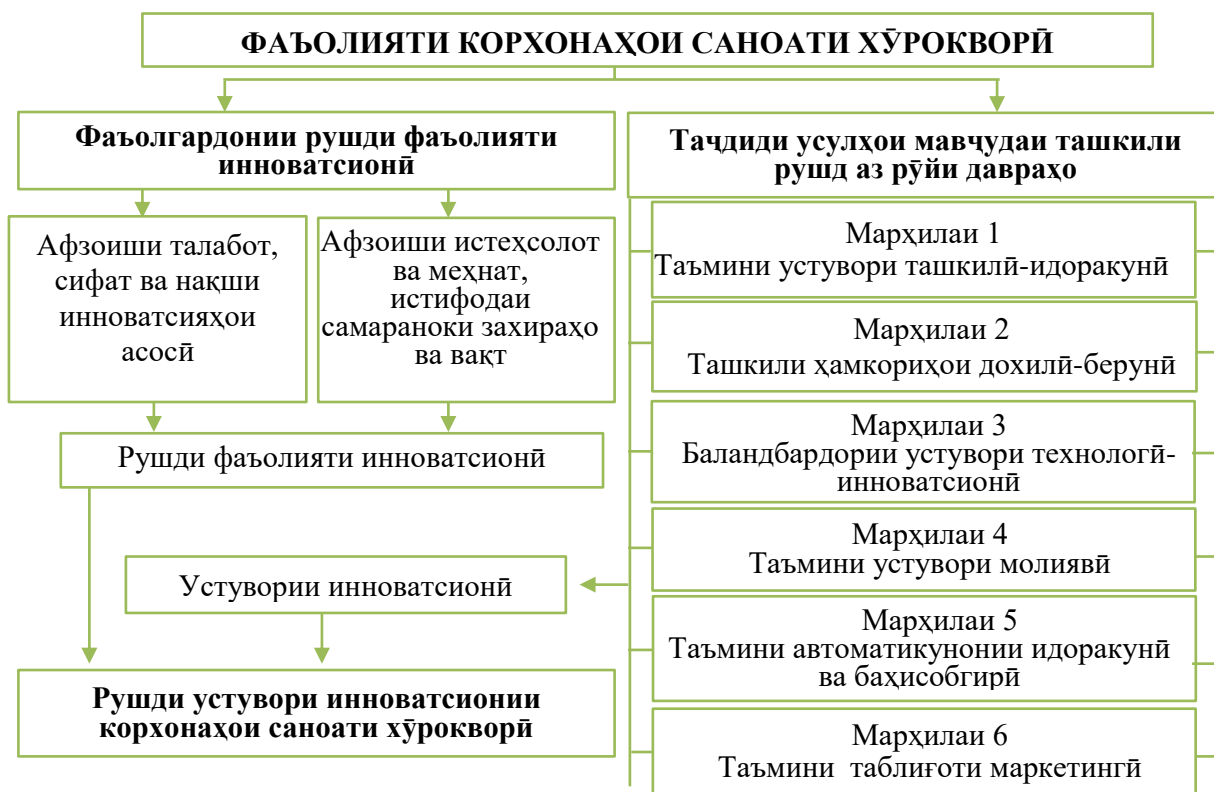 ФАЪОЛИЯТИ КОРХОНАҲОИ САНОАТИ ХӮРОКВОРӢ
Фаъолгардонии рушди фаъолияти
инноватсионӣ
Афзоиши талабот,
сифат ва нақши
инноватсияҳои
асосӣ
Афзоиши истеҳсолот
ва меҳнат,
истифодаи
самараноки захираҳо
ва вақт
Рушди фаъолияти инноватсионӣ
Устувории инноватсионӣ
Рушди устувори инноватсионии
корхонаҳои саноати хӯрокворӣ
Таҷдиди усулҳои мавҷудаи ташкили
рушд аз рӯйи давраҳо
Марҳилаи 1
Таъмини устувори ташкилӣ-идоракунӣ
Марҳилаи 2
Ташкили ҳамкориҳои дохилӣ-берунӣ
Марҳилаи 3
Баландбардории устувори технологӣ-
инноватсионӣ
Марҳилаи 4
Таъмини устувори молиявӣ
Марҳилаи 5
Таъмини автоматикунонии идоракунӣ
ва баҳисобгирӣ
Марҳилаи 6
Таъмини таблиғоти маркетингӣ